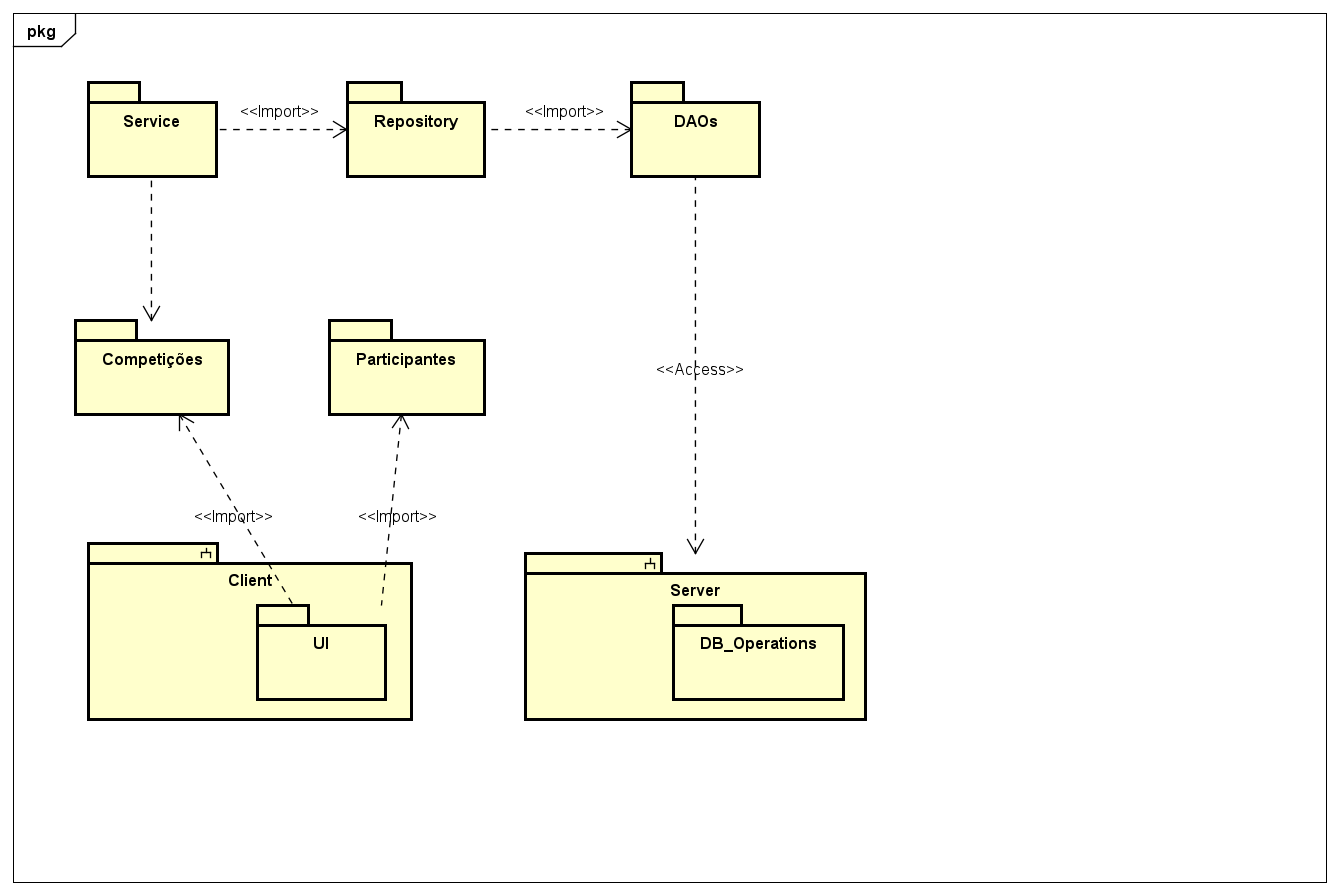 pkg
<<Import>>
<<Import>>
Service
Repository
DAOs
Competições
Participantes
<<Access>>
<<Import>>
<<Import>>
Client
Server
UI
DB_Operations